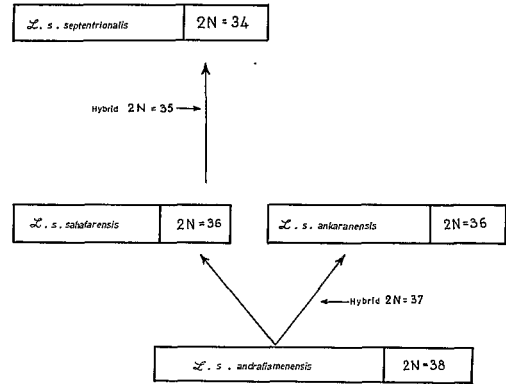 ℒ. s. septentrionalis 2N=34
Hybrid 2N=35
ℒ. s. sahafarensis 2N=36
ℒ. s. ankaranensis 2N=36
Hybrid 2N=37
ℒ. s. andrafiamenensis 2N=38